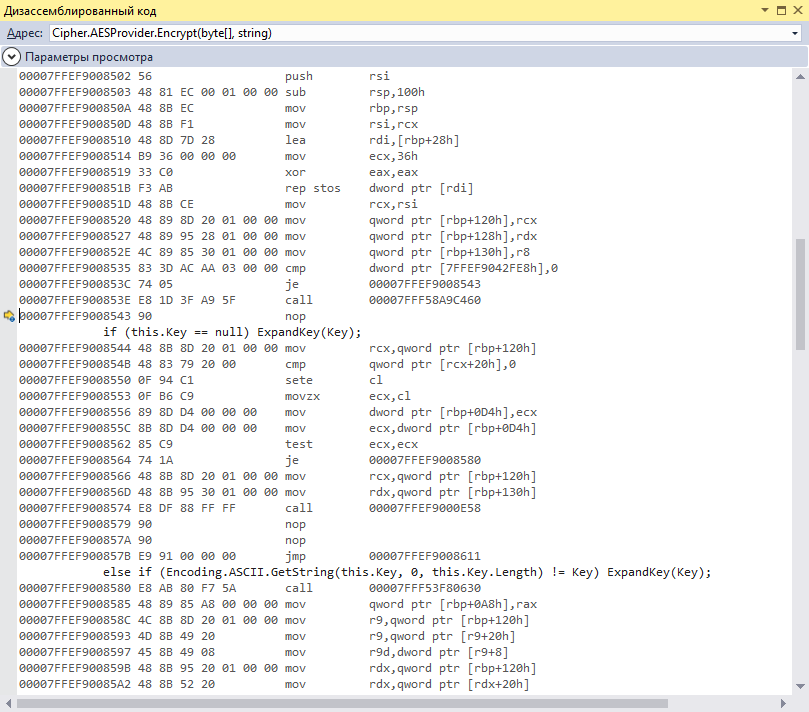 Дизассемблированный код
Адрес: Cipher.AESProvider.Encrypt(byte[], string)
Параметры просмотра
00007FFEF9008502 56 push rsi
00007FFEF9008503 48 81 EC 00 01 00 00 sub rsp,100h
00007FFEF900850A 48 8B EC mov rbp,rsp
00007FFEF900850D 48 8B F1 mov rsi,rcx
00007FFEF9008510 48 8D 7D 28 lea rdi,[rbp+28h]
00007FFEF9008514 B9 36 00 00 00 mov ecx,36h
00007FFEF9008519 33 C0 xor eax,eax
00007FFEF900851B F3 AB rep stos dword ptr [rdi]
00007FFEF900851D 48 8B CE mov rcx,rsi
00007FFEF9008520 48 89 8D 20 01 00 00 mov qword ptr [rbp+120h],rcx
00007FFEF9008527 48 89 95 28 01 00 00 mov qword ptr [rbp+128h],rdx
00007FFEF900852E 4C 89 85 30 01 00 00 mov qword ptr [rbp+130h],r8
00007FFEF9008535 83 3D AC AA 03 00 00 cmp dword ptr [7FFEF9042FE8h],0
00007FFEF900853C 74 05 je 00007FFEF9008543
00007FFEF900853E E8 1D 3F A9 5F call 00007FFF58A9C460
00007FFEF9008543 90 nop
if (this.Key == null) ExpandKey(Key);
00007FFEF9008544 48 8B 8D 20 01 00 00 mov rcx,qword ptr [rbp+120h]
00007FFEF900854B 48 83 79 20 00 cmp qword ptr [rcx+20h],0
00007FFEF9008550 0F 94 C1 sete cl
00007FFEF9008553 0F B6 C9 movzx ecx,cl
00007FFEF9008556 89 8D D4 00 00 00 mov dword ptr [rbp+0D4h],ecx
00007FFEF900855C 8B 8D D4 00 00 00 mov ecx,dword ptr [rbp+0D4h]
00007FFEF9008562 85 C9 test ecx,ecx
00007FFEF9008564 74 1A je 00007FFEF9008580
00007FFEF9008566 48 8B 8D 20 01 00 00 mov rcx,qword ptr [rbp+120h]
00007FFEF900856D 48 8B 95 30 01 00 00 mov rdx,qword ptr [rbp+130h]
00007FFEF9008574 E8 DF 88 FF FF call 00007FFEF9000E58
00007FFEF9008579 90 nop
00007FFEF900857A 90 nop
00007FFEF900857B E9 91 00 00 00 jmp 00007FFEF9008611
else if (Encoding.ASCII.GetString(this.Key, 0, this.Key.Length) != Key) ExpandKey(Key);
00007FFEF9008580 E8 AB 80 F7 5A call 00007FFF53F80630
00007FFEF9008585 48 89 85 A8 00 00 00 mov qword ptr [rbp+0A8h],rax
00007FFEF900858C 4C 8B 8D 20 01 00 00 mov r9,qword ptr [rbp+120h]
00007FFEF9008593 4D 8B 49 20 mov r9,qword ptr [r9+20h]
00007FFEF9008597 45 8B 49 08 mov r9d,dword ptr [r9+8]
00007FFEF900859B 48 8B 95 20 01 00 00 mov rdx,qword ptr [rbp+120h]
00007FFEF90085A2 48 8B 52 20 mov rdx,qword ptr [rdx+20h]